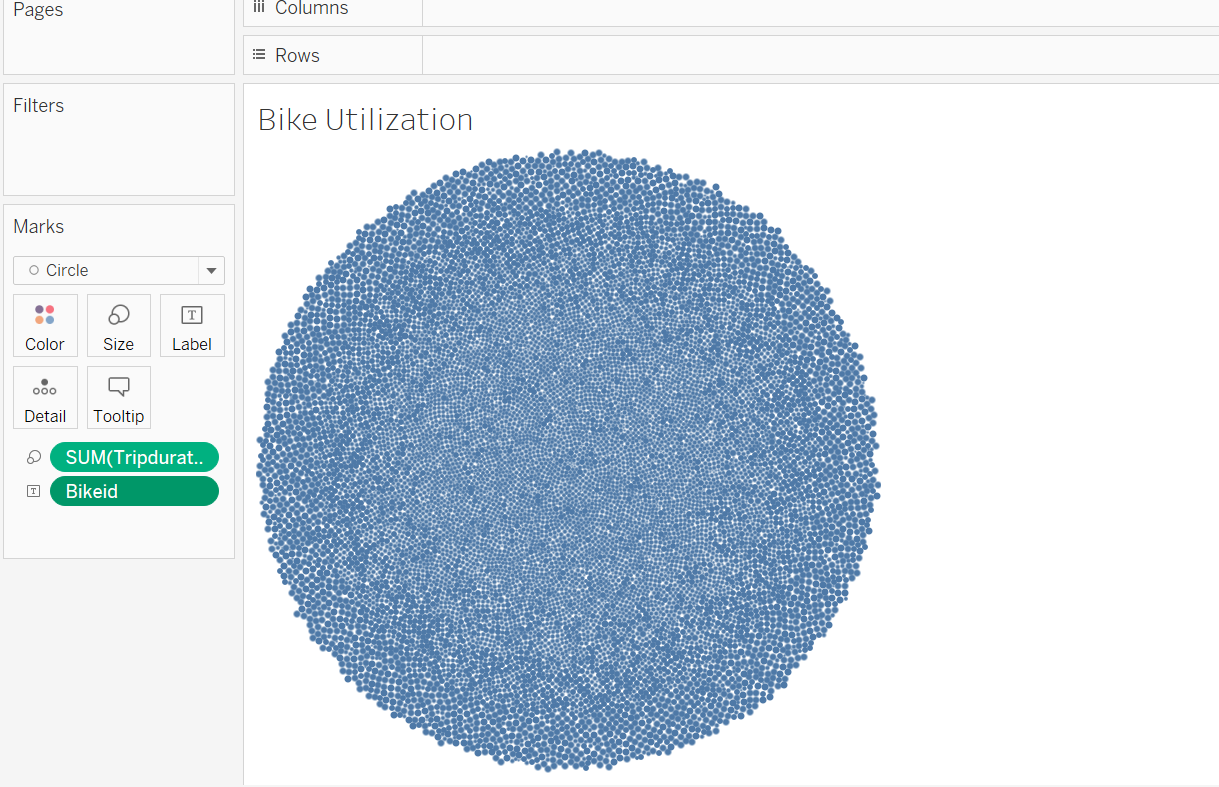 Pages
Columns
Rows
Filters
Bike Utilization
Marks
Circle
Color
Size
T
Label
Detail
Tooltip
SUM(Tripdurat..
T
Bikeid